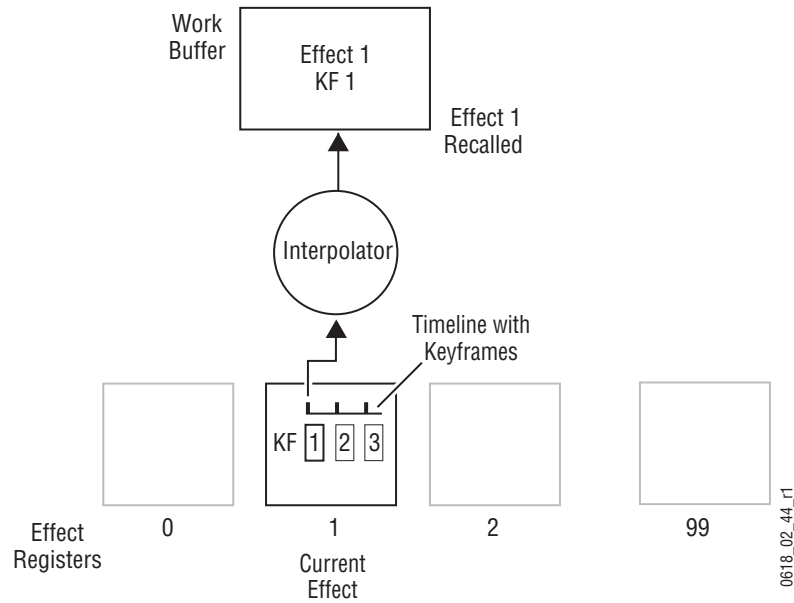 Work
Buffer
Effect 1
KF 1
Effect 1
Recalled
Interpolator
Timeline with
Keyframes
KF 1 2 3
0 1 2 99
Effect
Registers
Current
Effect
0618_02_44_r1